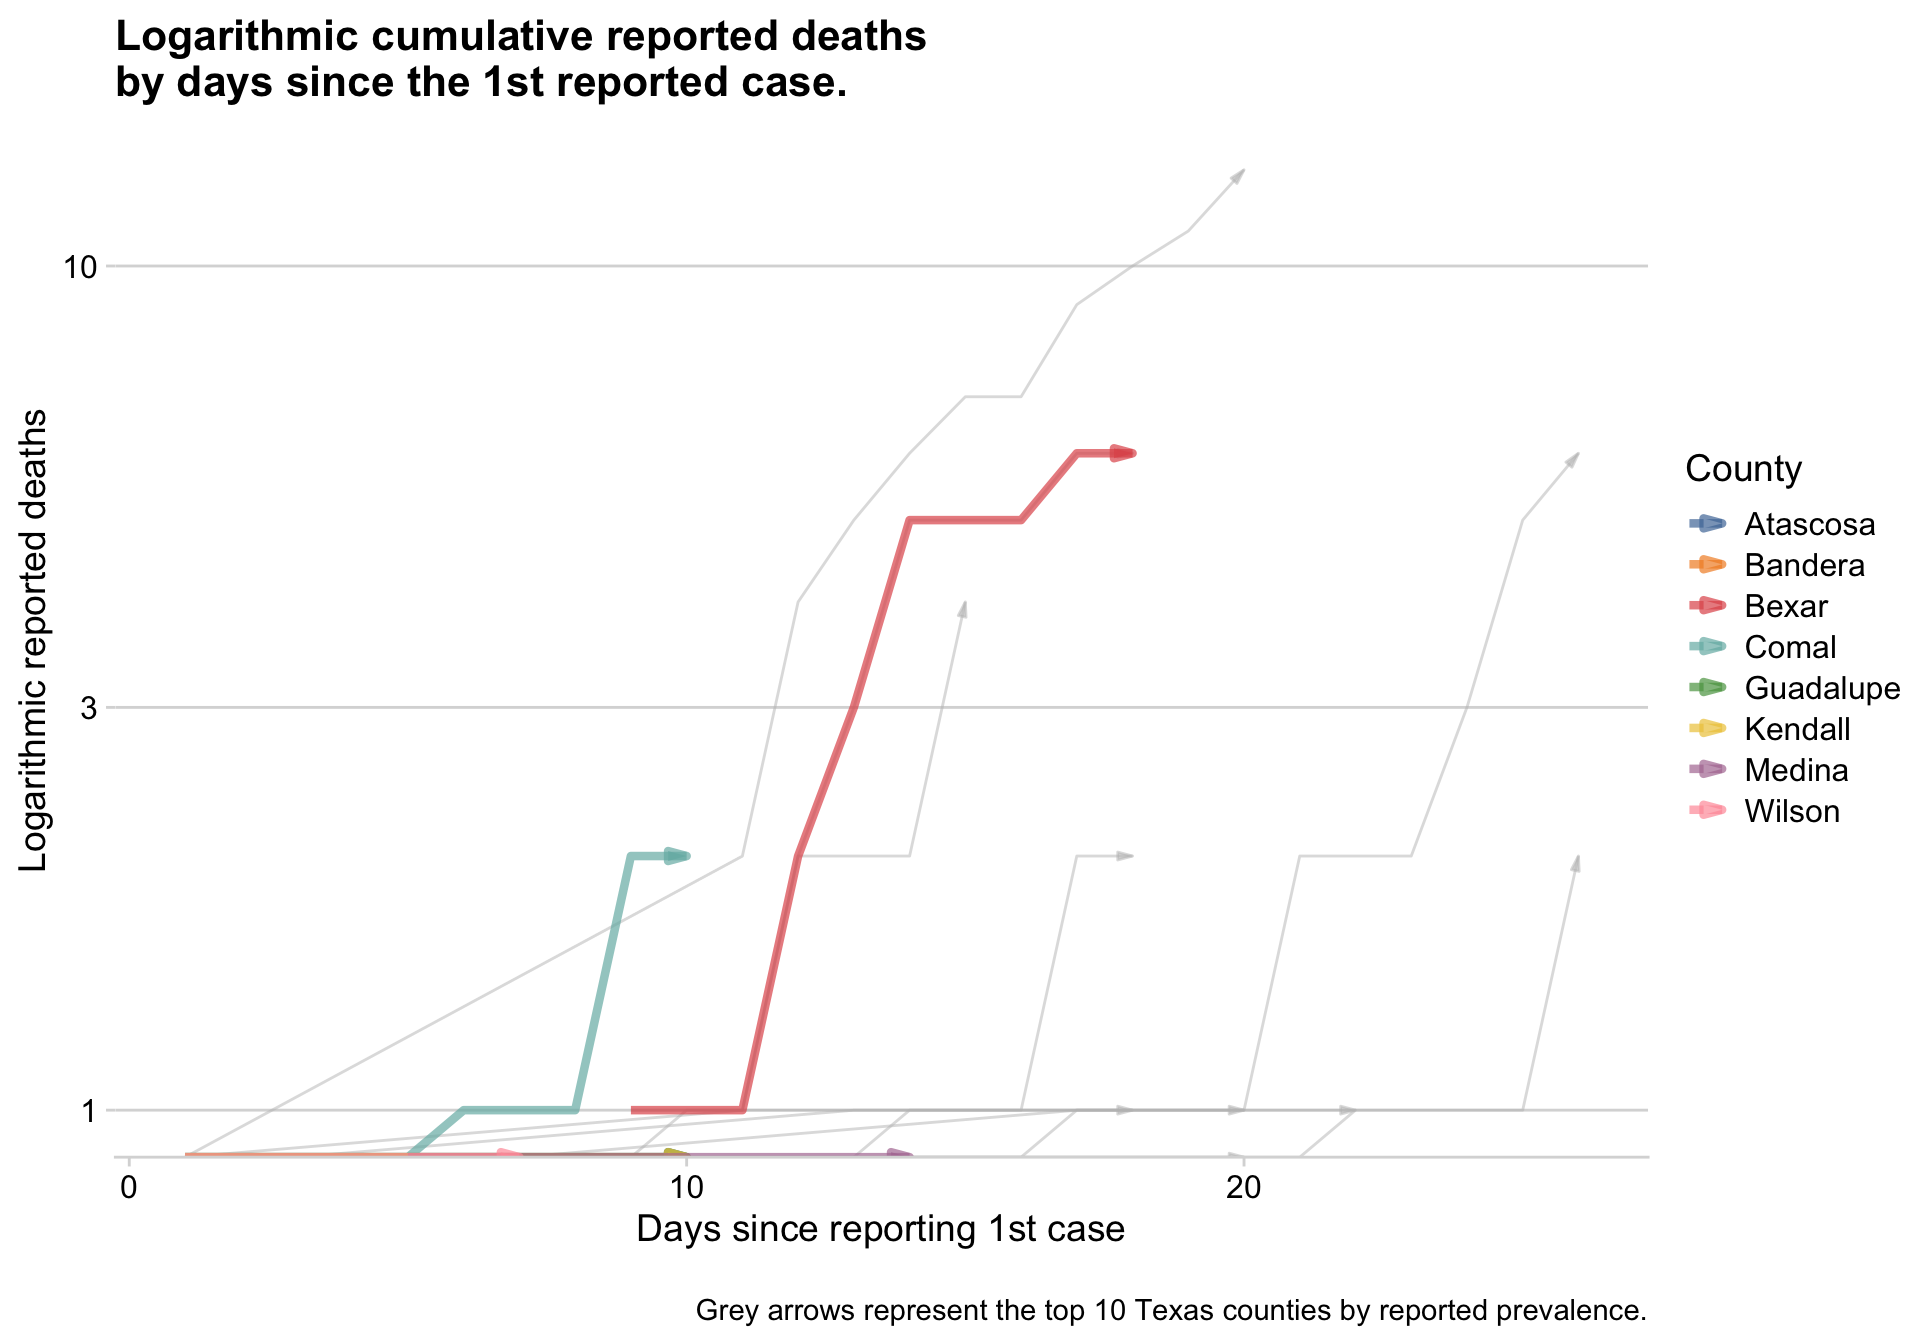 Logarithmic cumulative reported deaths
by days since the 1st reported case.
Logarithmic reported deaths
10
3
1
0
10
20
Days since reporting 1st case
County
Atascosa
Bandera
Bexar
Comal
Guadalupe
Kendall
Medina
Wilson
Grey arrows represent the top 10 Texas counties by reported prevalence.